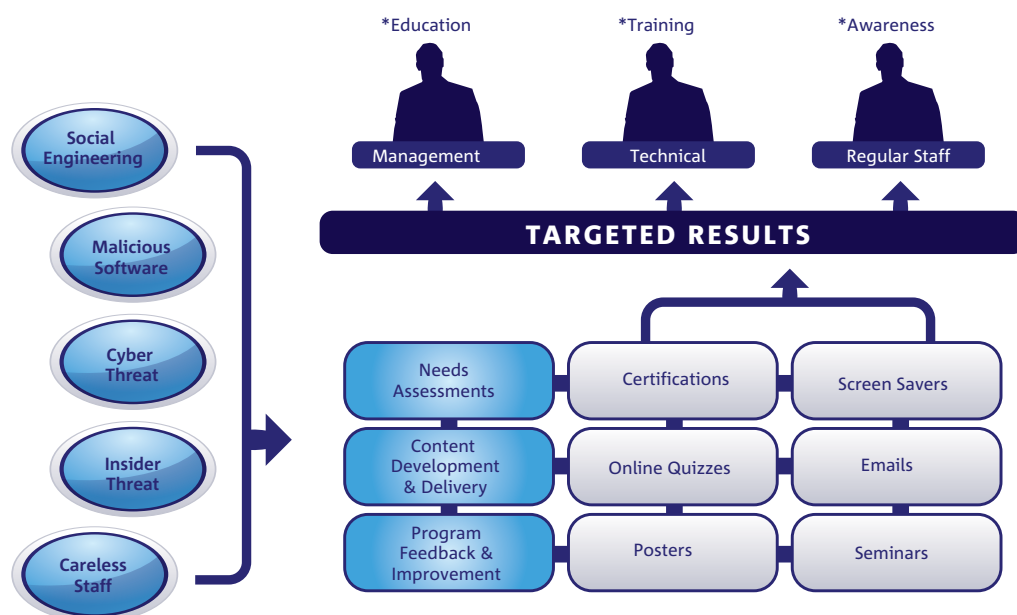 *Education
*Training
*Awareness
Management
Technical
Regular Staff
TARGETED RESULTS
Social
Engineering
Malicious
Software
Cyber
Threat
Insider
Threat
Careless
Staff
Needs
Assessments
Certifications
Screen Savers
Content
Development
& Delivery
Online Quizzes
Emails
Program
Feedback &
Improvement
Posters
Seminars